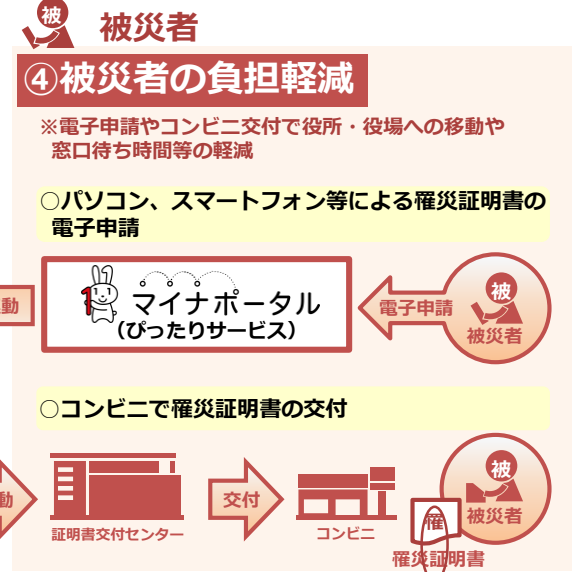 被
被災者
④被災者の負担軽減
※電子申請やコンビニ交付で役所・役場への移動や
窓口待ち時間等の軽減
○パソコン、スマートフォン等による罹災証明書の
電子申請
動
1
マイナポータル
（ぴったりサービス）
電子申請
被
被災者
○コンビニで罹災証明書の交付
動
証明書交付センター
交付
コンビニ
罹
罹災証明書
被
被災者